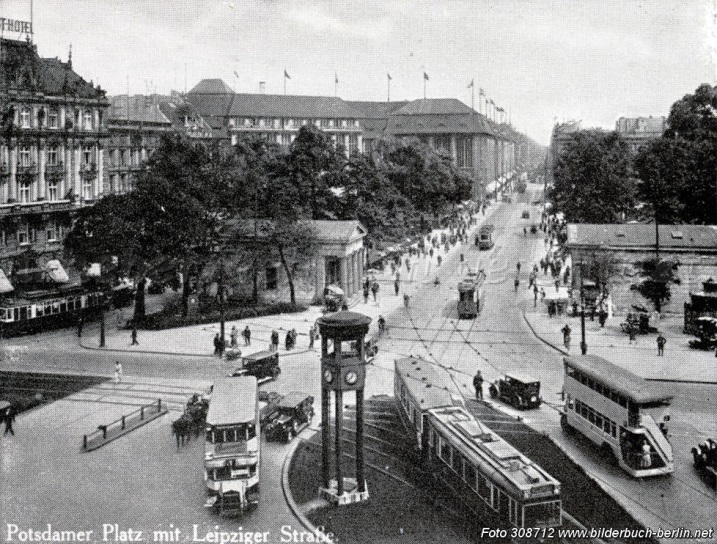 T-HOTEL
Potsdamer Platz mit Leipziger Straße.
Foto 308712 www.bilderbuch-berlin.net